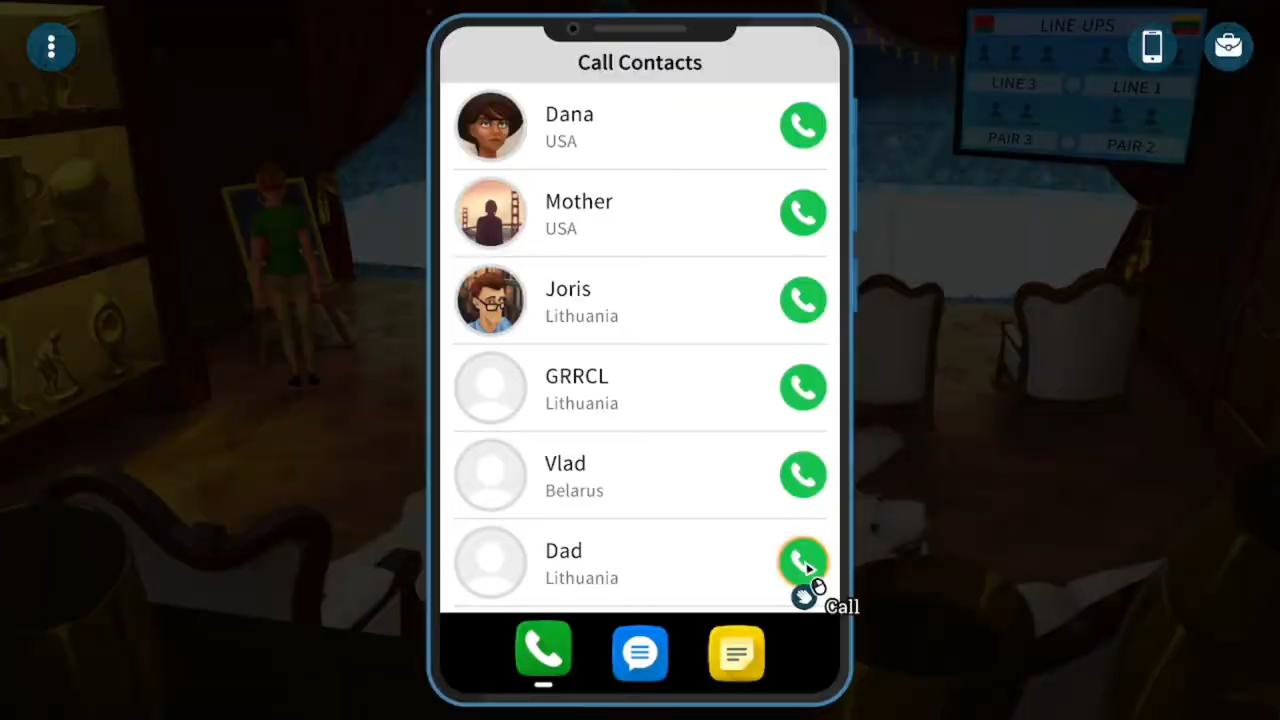 Call Contacts
Dana
USA
Mother
USA
Joris
Lithuania
GRRCL
Lithuania
Vlad
Belarus
Dad
Lithuania
Call
LINE UPS
LINE 3
LINE 1
PAIR 3
PAIR 2